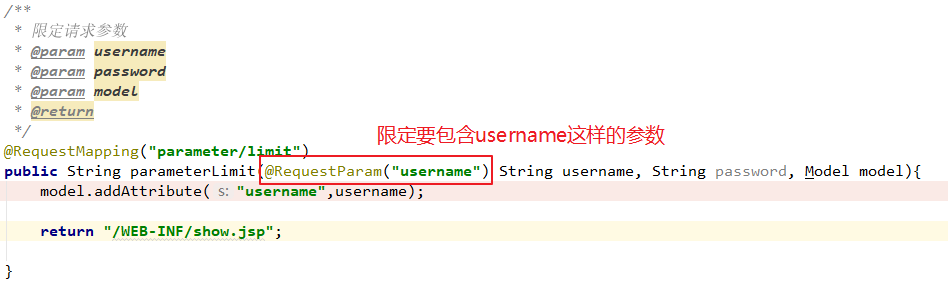 /**
* 限定请求参数
* @param username
* @param password
* @param model
* @return
*/
限定要包含username这样的参数
@RequestMapping("parameter/limit")
public String parameterLimit(@RequestParam("username") String username, String password, Model model){
model.addAttribute( s: "username",username);
return "/WEB-INF/show.jsp";
}